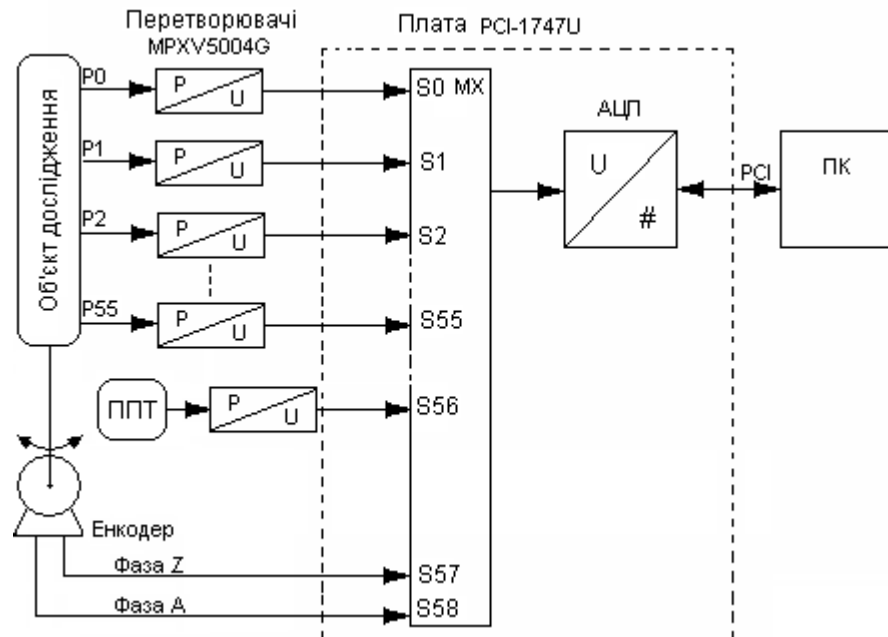 Перетворювачі
MPXV5004G
Плата PCI-1747U
Об'єкт дослідження
P0
P
U
S0 MX
АЦП
P1
P
U
S1
U
#
PCI
ПК
P2
P
U
S2
P55
P
U
S55
ППТ
P
U
S56
Енкодер
Фаза Z
S57
Фаза A
S58